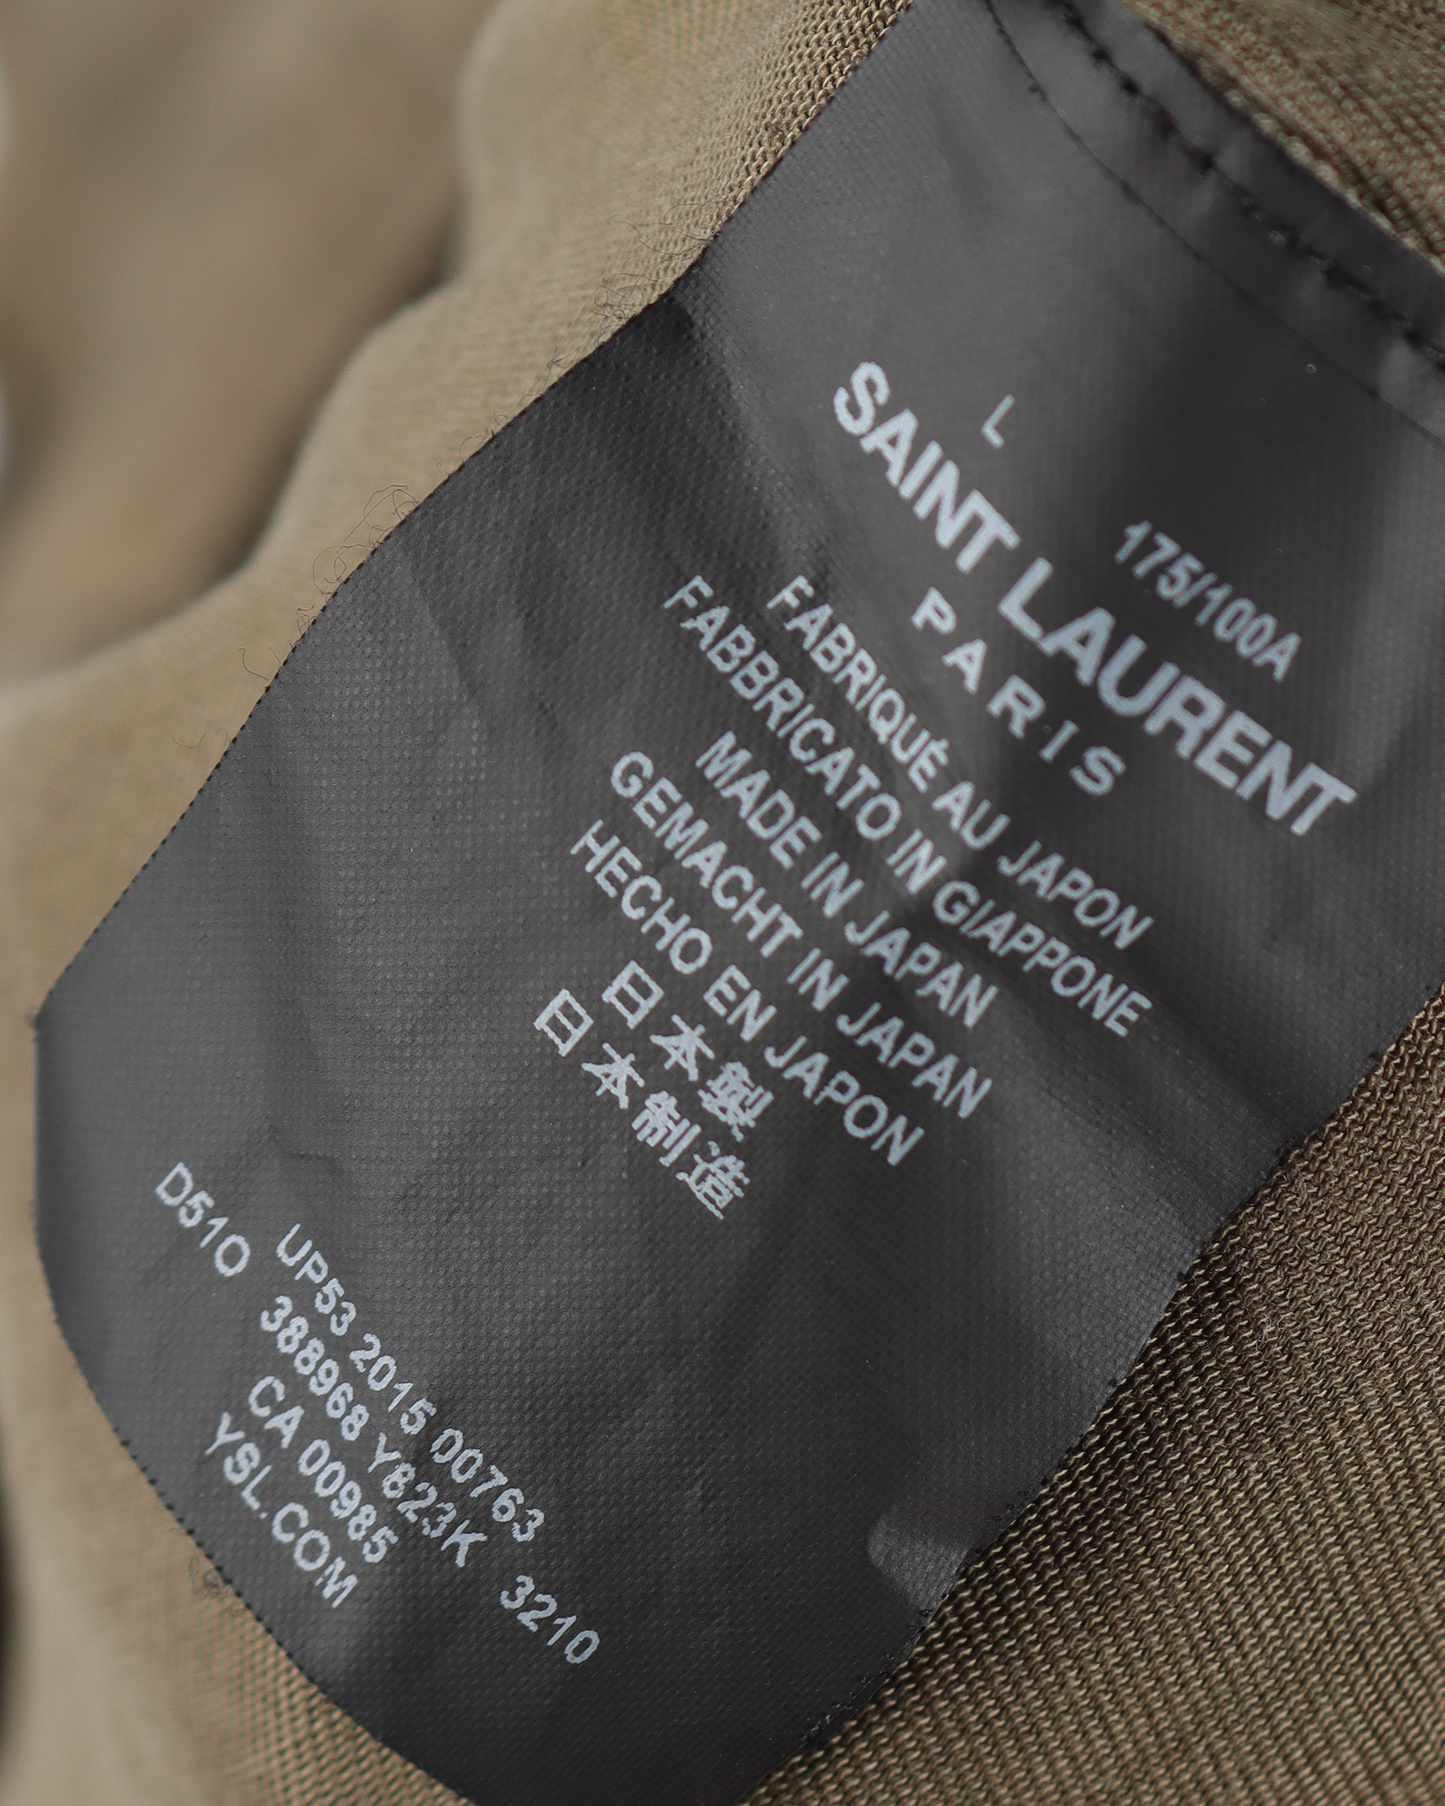 L
175/100A
SAINT LAURENT
PARIS
FABRIQUÉ AU JAPON
FABBRICATO IN GIAPPONE
MADE IN JAPAN
GEMACHT IN JAPAN
HECHO EN JAPON
日本製
日本制造
UP53 2015 00763
D51O 388968 Y823K 3210
CA 00985
YSL.COM